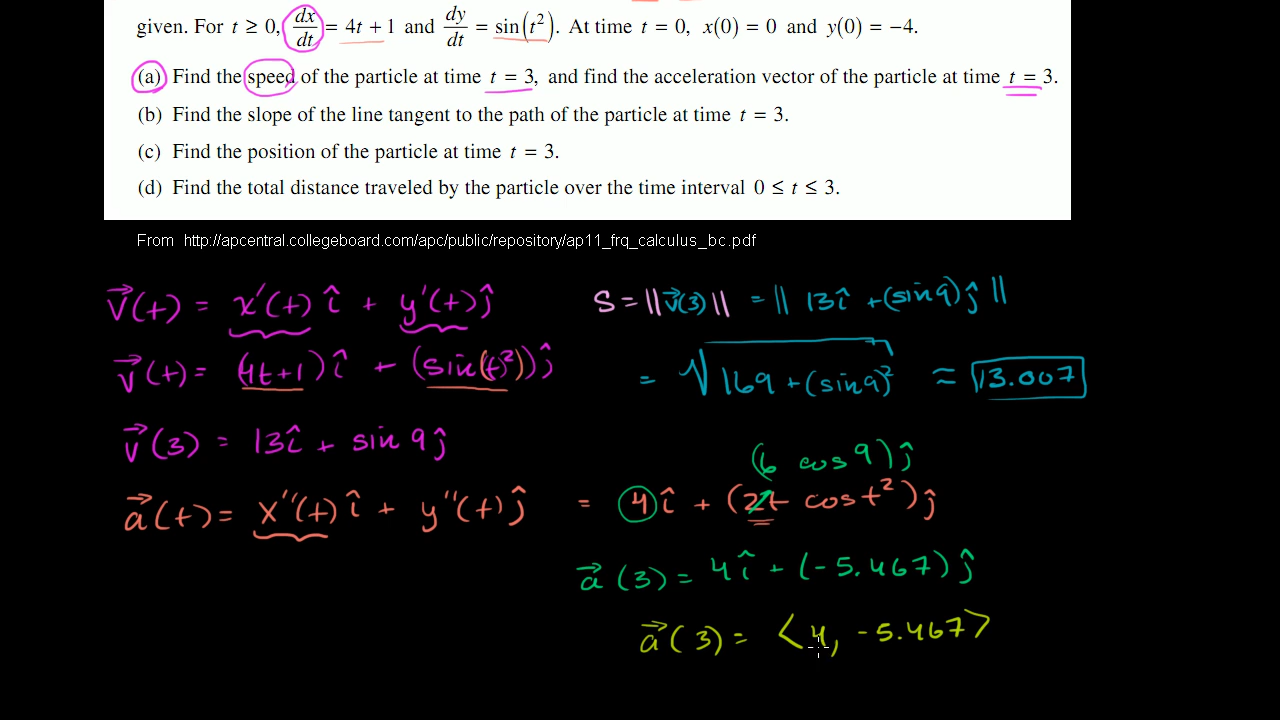 given. For t ≥ 0, dx/dt = 4t + 1 and dy/dt = sin(t²). At time t = 0, x(0) = 0 and y(0) = −4.
(a) Find the speed of the particle at time t = 3, and find the acceleration vector of the particle at time t = 3.
(b) Find the slope of the line tangent to the path of the particle at time t = 3.
(c) Find the position of the particle at time t = 3.
(d) Find the total distance traveled by the particle over the time interval 0 ≤ t ≤ 3.
From http://apcentral.collegeboard.com/apc/public/repository/ap11_frq_calculus_bc.pdf
v⃗(t) = x'(t) î + y'(t) ĵ
v⃗(t) = (4t+1) î + (sin(t²)) ĵ
v⃗(3) = 13î + sin 9 ĵ
a⃗(t) = x''(t) î + y''(t) ĵ = 4 î + (2t cos t²) ĵ
(6 cos 9) ĵ
S = ||v⃗(3)|| = || 13î + (sin 9) ĵ ||
= √(169 + (sin 9)²) ≈ 13.007
a⃗(3) = 4î + (-5.467) ĵ
a⃗(3) = ⟨4, -5.467⟩